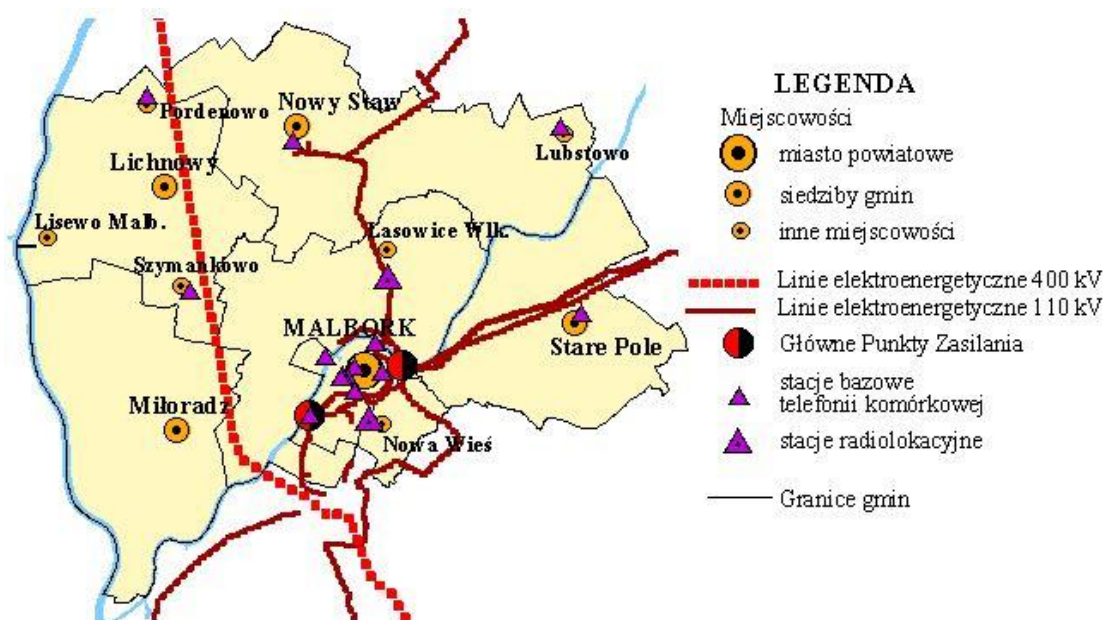 Nowy Staw
Pordenowo
Lichnowy
Lubstowo
Lisewo Malb.
Lasowice Wlk.
Szymankowo
MALBORK
Stare Pole
Miłoradz
Nowa Wieś
LEGENDA
Miejscowości
miasto powiatowe
siedziby gmin
inne miejscowości
Linie elektroenergetyczne 400 kV
Linie elektroenergetyczne 110 kV
Główne Punkty Zasilania
stacje bazowe
telefonii komórkowej
stacje radiolokacyjne
Granice gmin